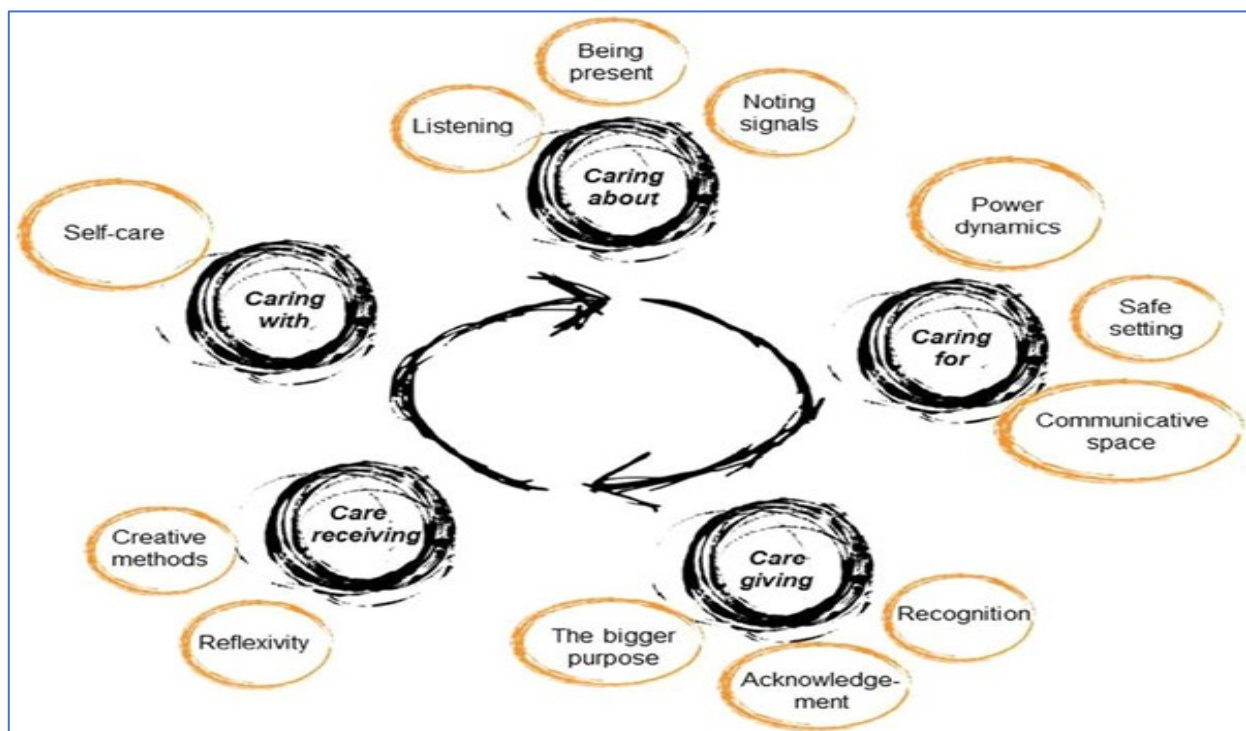 Being
present
Listening
Noting
signals
Caring
about
Power
dynamics
Self-care
Safe
setting
Caring
with
Caring
for
Communicative
space
Care
receiving
Creative
methods
Care
giving
Reflexivity
The bigger
purpose
Recognition
Acknowledge-
ment